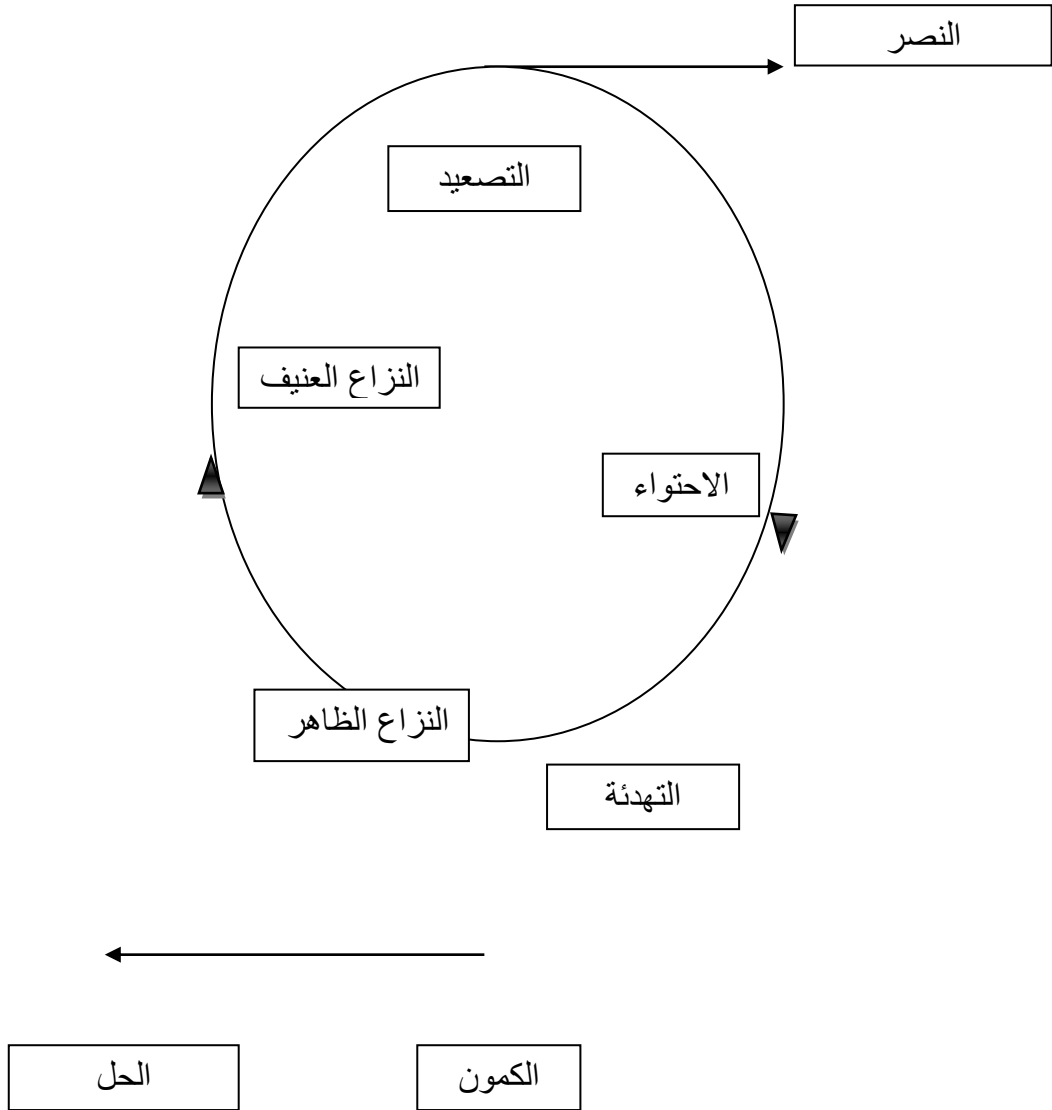 النصر
التصعيد
النزاع العنيف
الاحتواء
النزاع الظاهر
التهدئة
الكمون
الحل